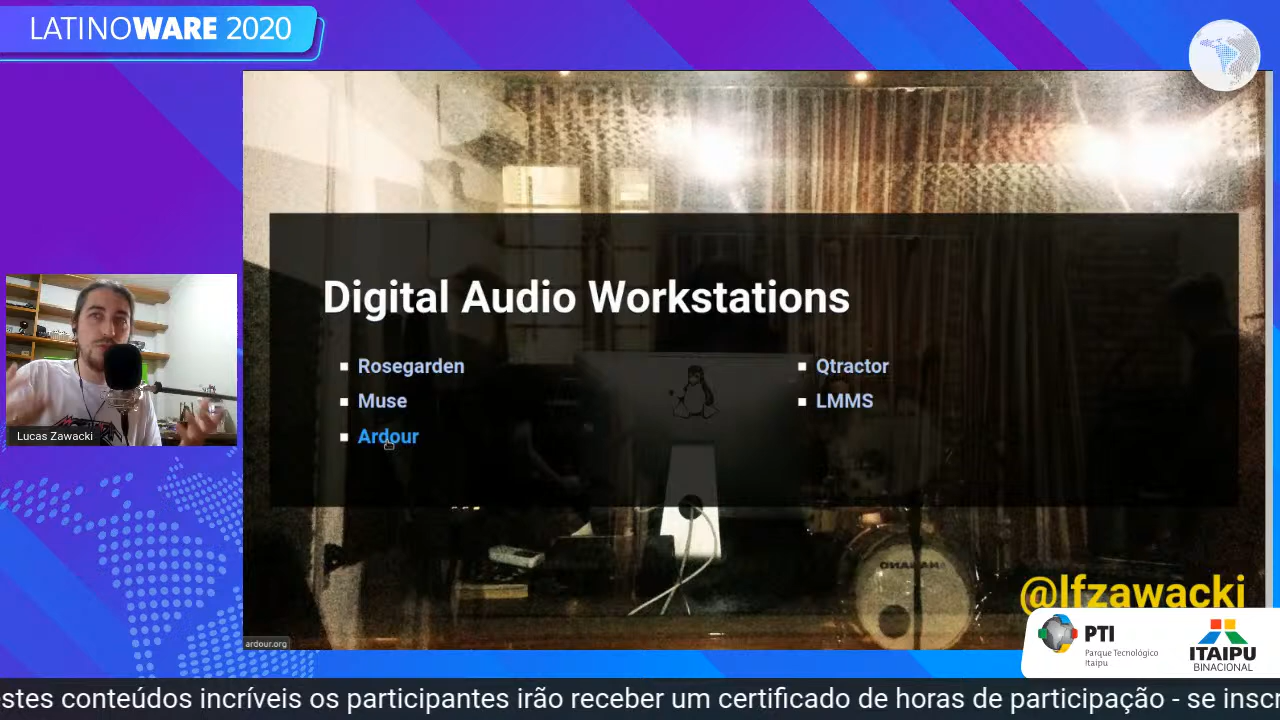 LATINOWARE 2020
Digital Audio Workstations
Rosegarden
Muse
Ardour
Qtractor
LMMS
Lucas Zawacki
@lfzawacki
ardour.org
PTI
Parque Tecnológico
Itaipu
ITAIPU
BINACIONAL
estes conteúdos incríveis os participantes irão receber um certificado de horas de participação - se inscr